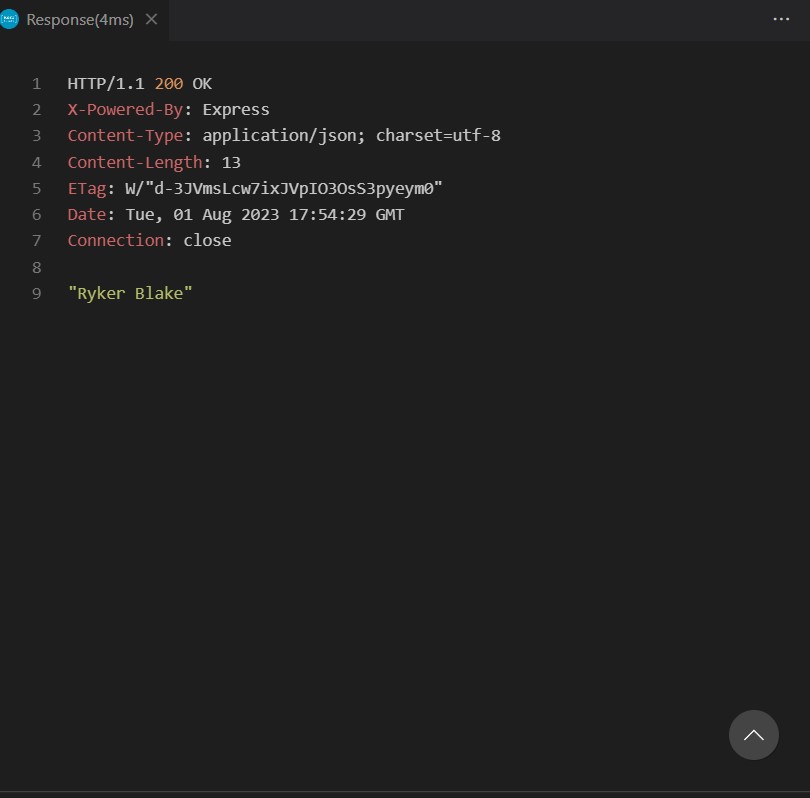 Response(4ms)
1 HTTP/1.1 200 OK
2 X-Powered-By: Express
3 Content-Type: application/json; charset=utf-8
4 Content-Length: 13
5 ETag: W/"d-3JVmsLcw7ixJVpIO3OsS3pyeym0"
6 Date: Tue, 01 Aug 2023 17:54:29 GMT
7 Connection: close
8
9 "Ryker Blake"